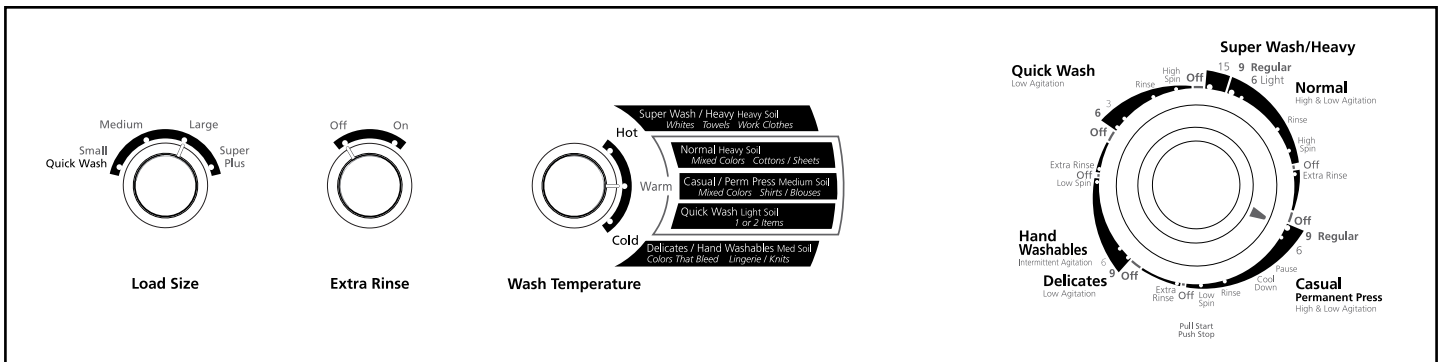 Medium
Large
Small
Quick Wash
Super
Plus
Load Size
Off
On
Extra Rinse
Hot
Warm
Cold
Wash Temperature
Super Wash / Heavy Heavy Soil
Whites Towels Work Clothes
Normal Heavy Soil
Mixed Colors Cottons / Sheets
Casual / Perm Press Medium Soil
Mixed Colors Shirts / Blouses
Quick Wash Light Soil
1 or 2 Items
Delicates / Hand Washables Med Soil
Colors That Bleed Lingerie / Knits
Super Wash/Heavy
15 9 Regular
6 Light
Normal
High & Low Agitation
Rinse
High
Spin
Off
Extra Rinse
Off
9 Regular
6
Pause
Casual
Permanent Press
High & Low Agitation
Cool
Down
Rinse
Low
Spin
Off
Extra
Rinse
Pull Start
Push Stop
Delicates
Low Agitation
9 Off
6
Hand
Washables
Intermittent Agitation
Low Spin
Off
Extra Rinse
Off
6
3
Quick Wash
Low Agitation
Rinse
High
Spin
Off